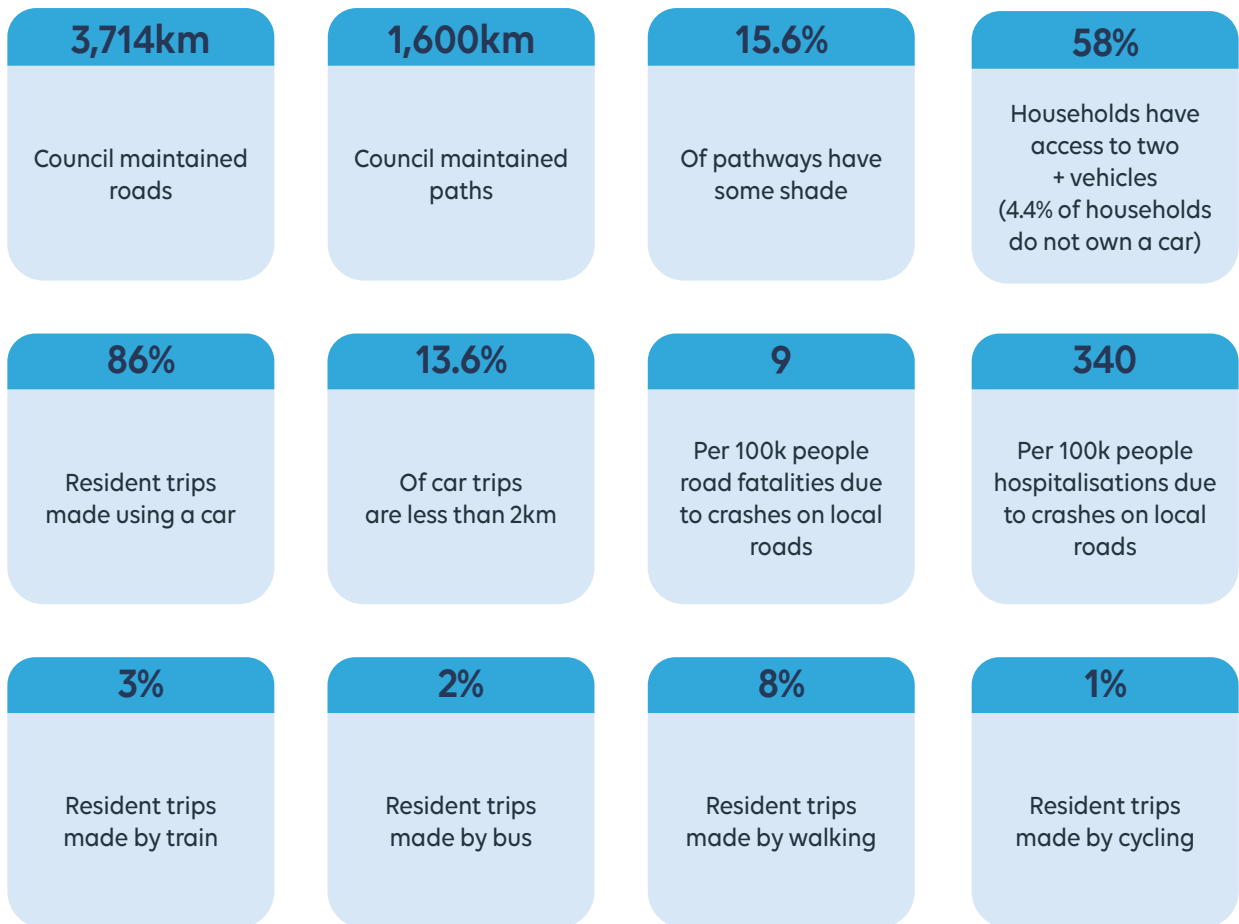 3,714km
Council maintained
roads
1,600km
Council maintained
paths
15.6%
Of pathways have
some shade
58%
Households have
access to two
+ vehicles
(4.4% of households
do not own a car)
86%
Resident trips
made using a car
13.6%
Of car trips
are less than 2km
9
Per 100k people
road fatalities due
to crashes on local
roads
340
Per 100k people
hospitalisations due
to crashes on local
roads
3%
Resident trips
made by train
2%
Resident trips
made by bus
8%
Resident trips
made by walking
1%
Resident trips
made by cycling